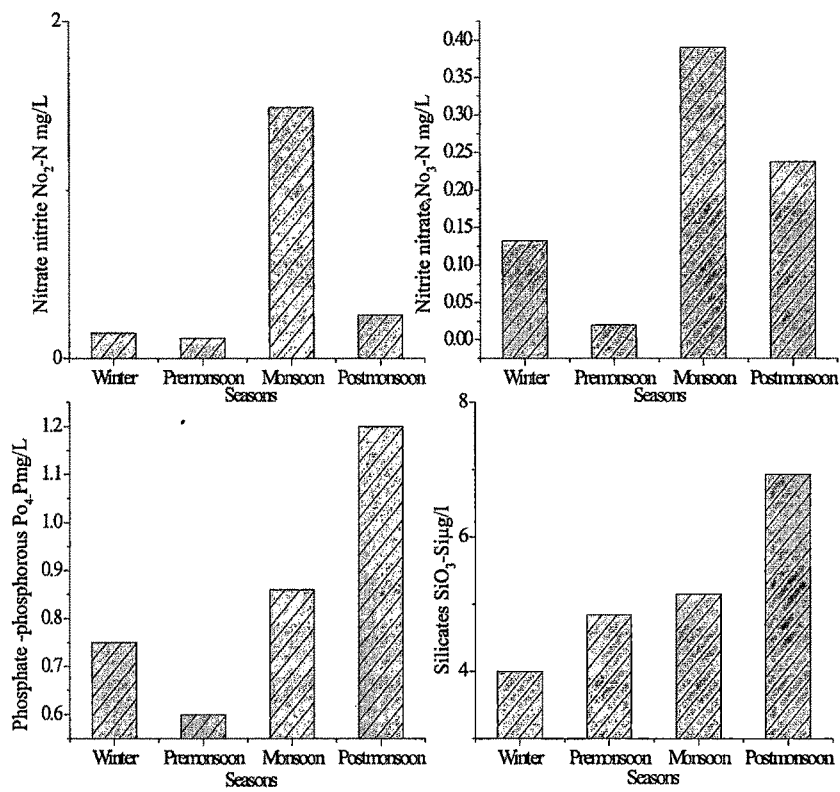 Nitrate nitrite No2-N mg/L
2
0
Winter Premonsoon Monsoon Postmonsoon
Seasons
Nitrite nitrate,No3-N mg/L
0.40
0.35
0.30
0.25
0.20
0.15
0.10
0.05
0.00
Winter Premonsoon Monsoon Postmonsoon
Seasons
Phosphate -phosphorous Po4-Pmg/L
1.2
1.1
1.0
0.9
0.8
0.7
0.6
Winter Premonsoon Monsoon Postmonsoon
Seasons
Silicates SiO3-Siµg/l
8
6
4
Winter Premonsoon Monsoon Postmonsoon
Seasons